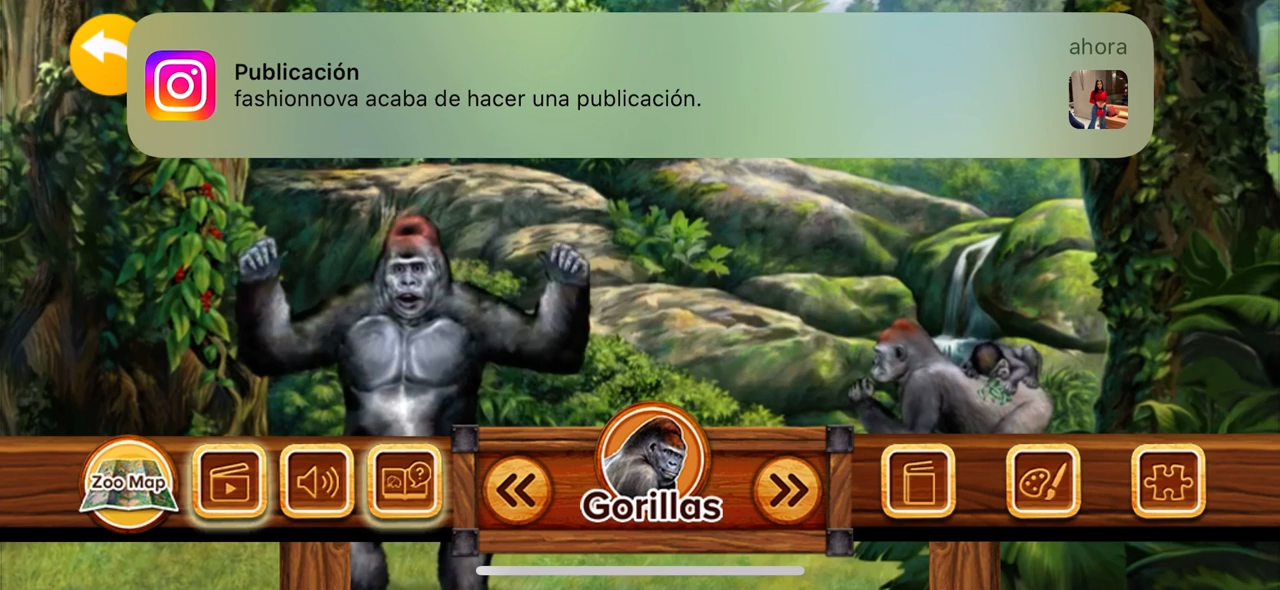 ahora
Publicación
fashionnova acaba de hacer una publicación.
Zoo Map
?
Gorillas